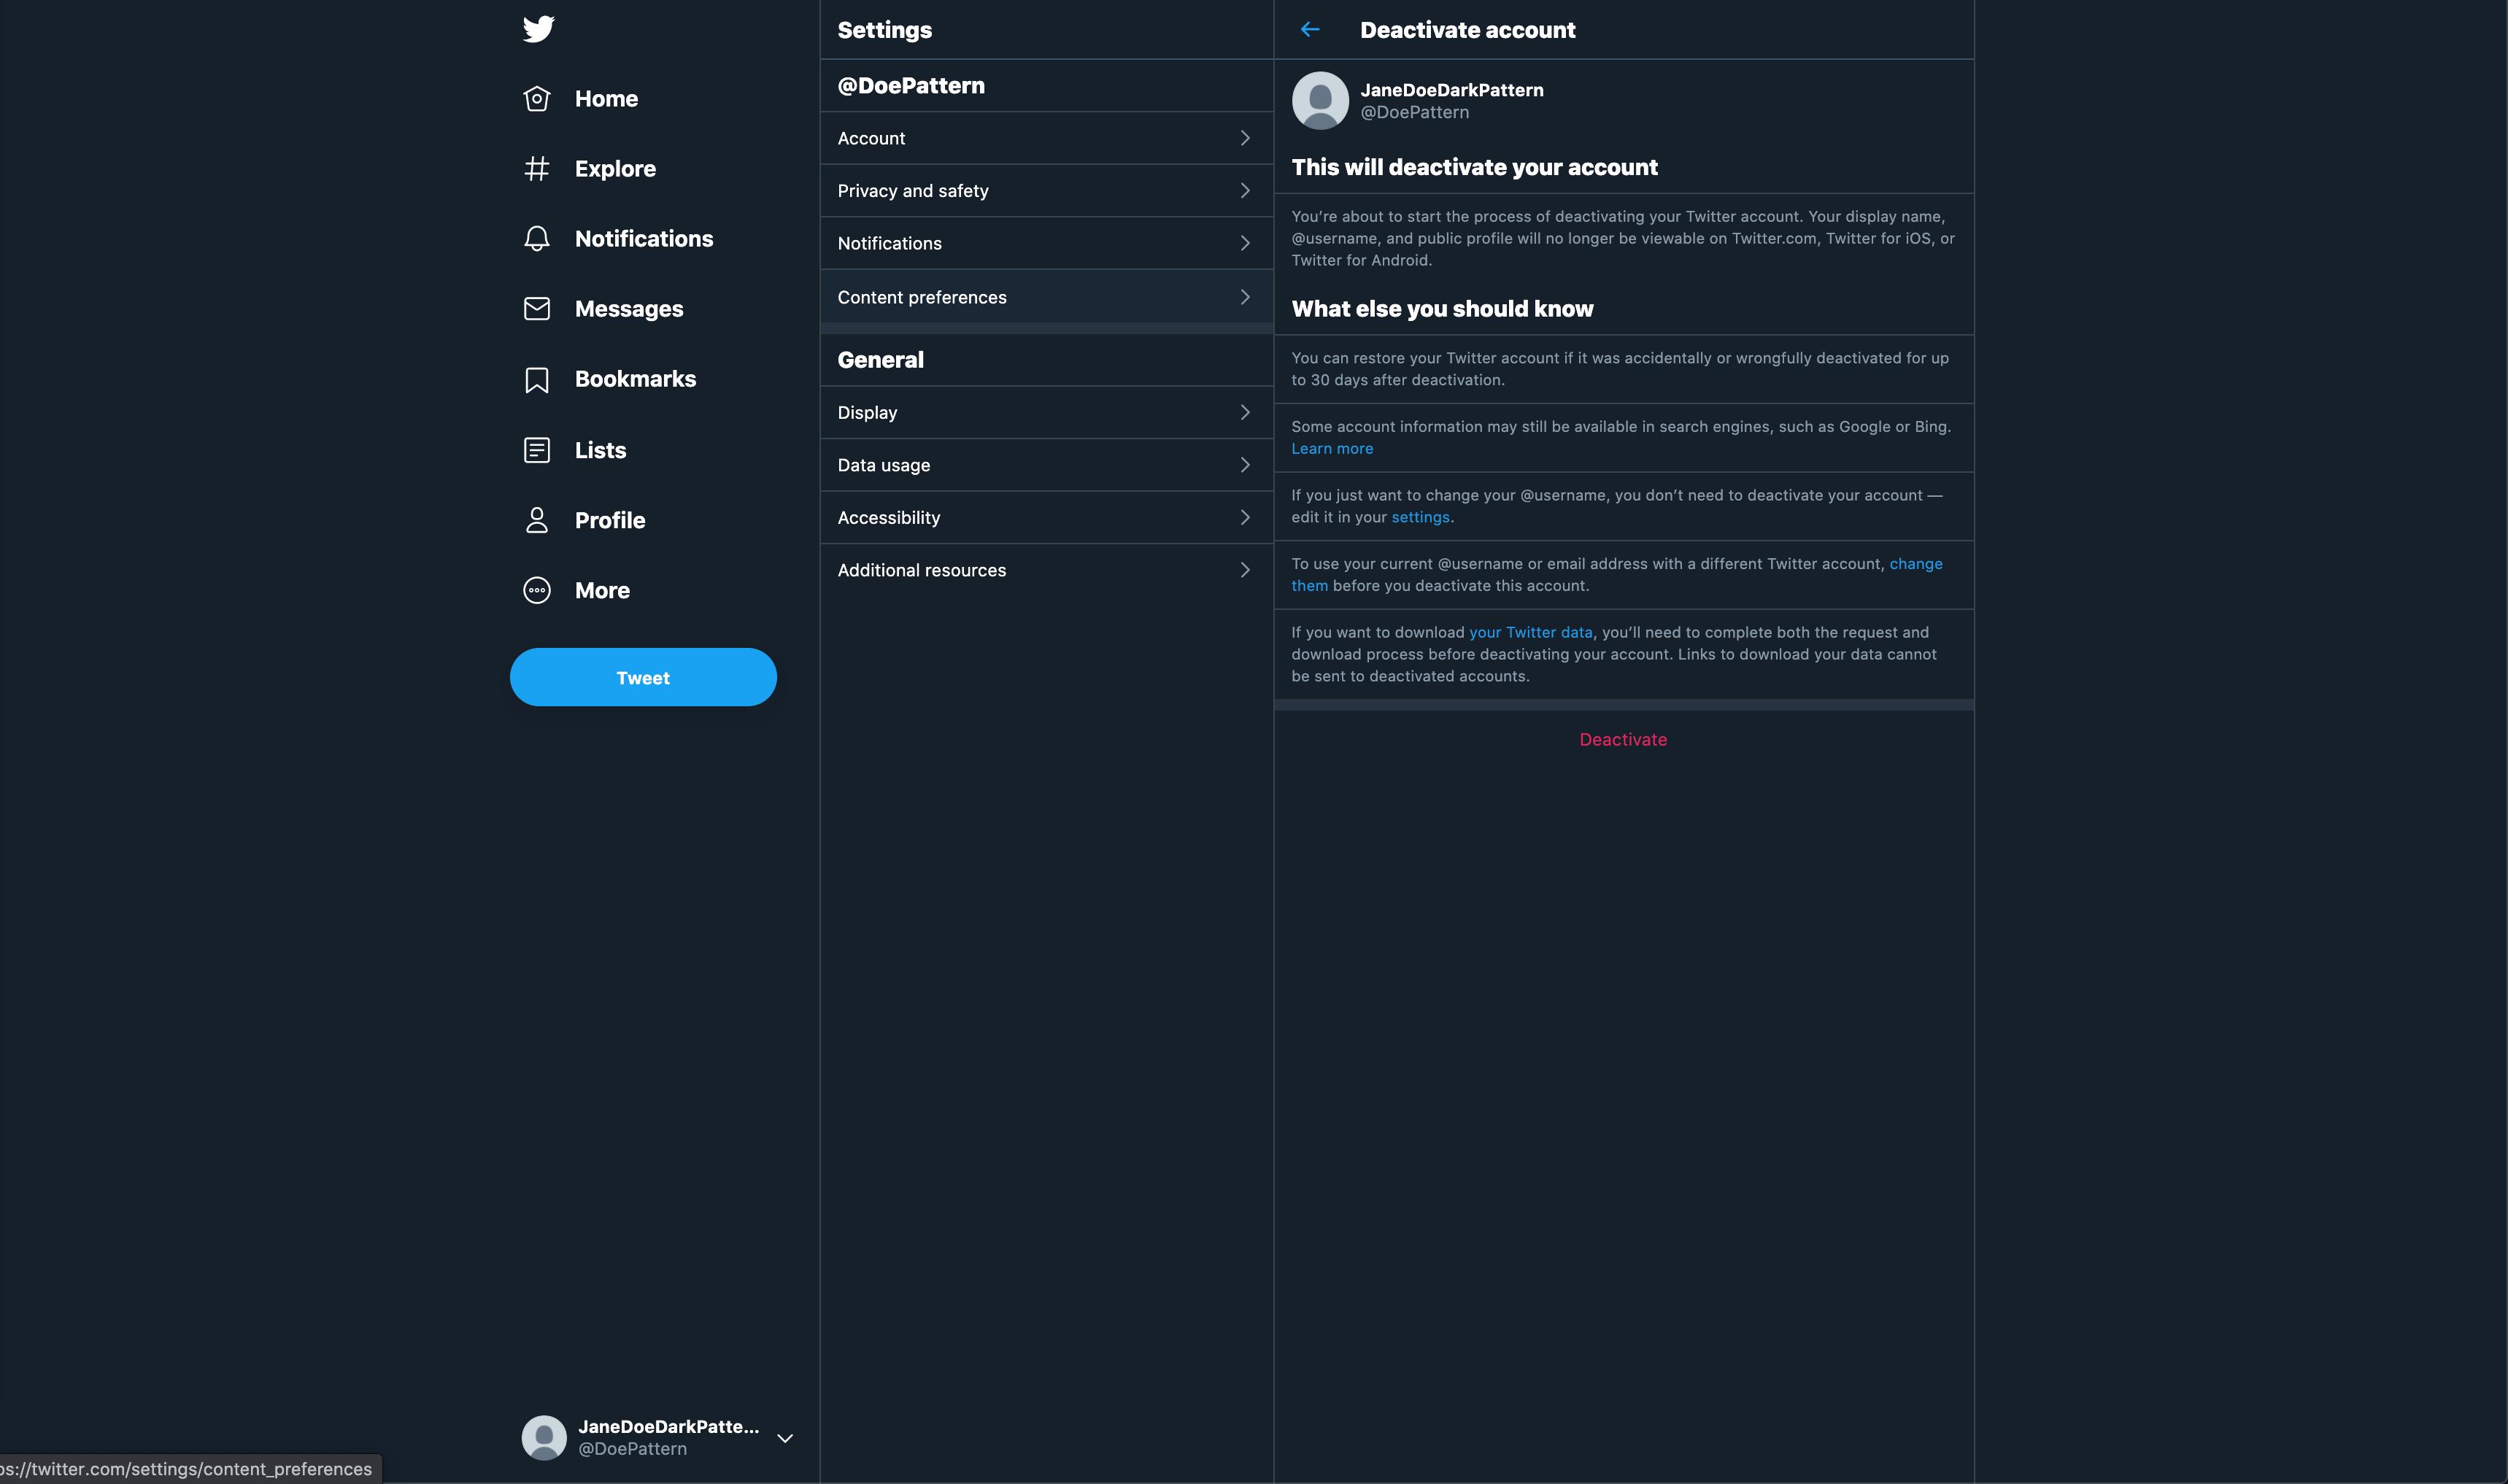 Home
Explore
Notifications
Messages
Bookmarks
Lists
Profile
More
Tweet
JaneDoeDarkPatte...
@DoePattern
Settings
@DoePattern
Account
Privacy and safety
Notifications
Content preferences
General
Display
Data usage
Accessibility
Additional resources
Deactivate account
JaneDoeDarkPattern
@DoePattern
This will deactivate your account
You’re about to start the process of deactivating your Twitter account. Your display name,
@username, and public profile will no longer be viewable on Twitter.com, Twitter for iOS, or
Twitter for Android.
What else you should know
You can restore your Twitter account if it was accidentally or wrongfully deactivated for up
to 30 days after deactivation.
Some account information may still be available in search engines, such as Google or Bing.
Learn more
If you just want to change your @username, you don’t need to deactivate your account —
edit it in your settings.
To use your current @username or email address with a different Twitter account, change
them before you deactivate this account.
If you want to download your Twitter data, you’ll need to complete both the request and
download process before deactivating your account. Links to download your data cannot
be sent to deactivated accounts.
Deactivate
ps://twitter.com/settings/content_preferences